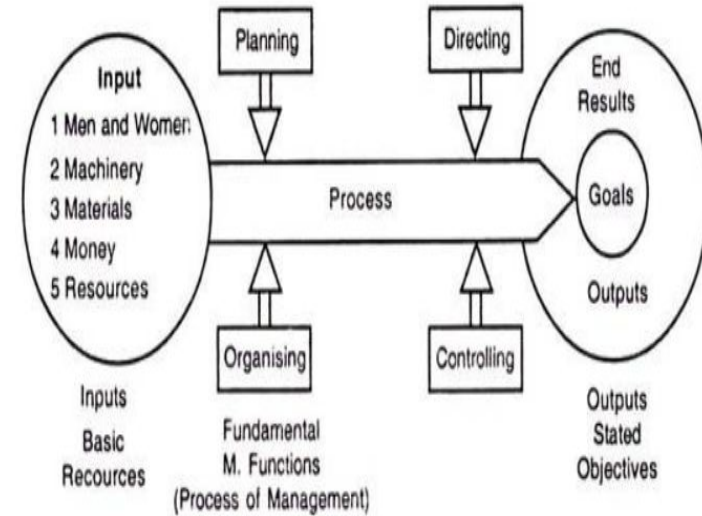 Planning
Directing
Input
1 Men and Women
2 Machinery
3 Materials
4 Money
5 Resources
Process
End
Results
Goals
Outputs
Organising
Controlling
Inputs
Basic
Recources
Fundamental
M. Functions
(Process of Management)
Outputs
Stated
Objectives